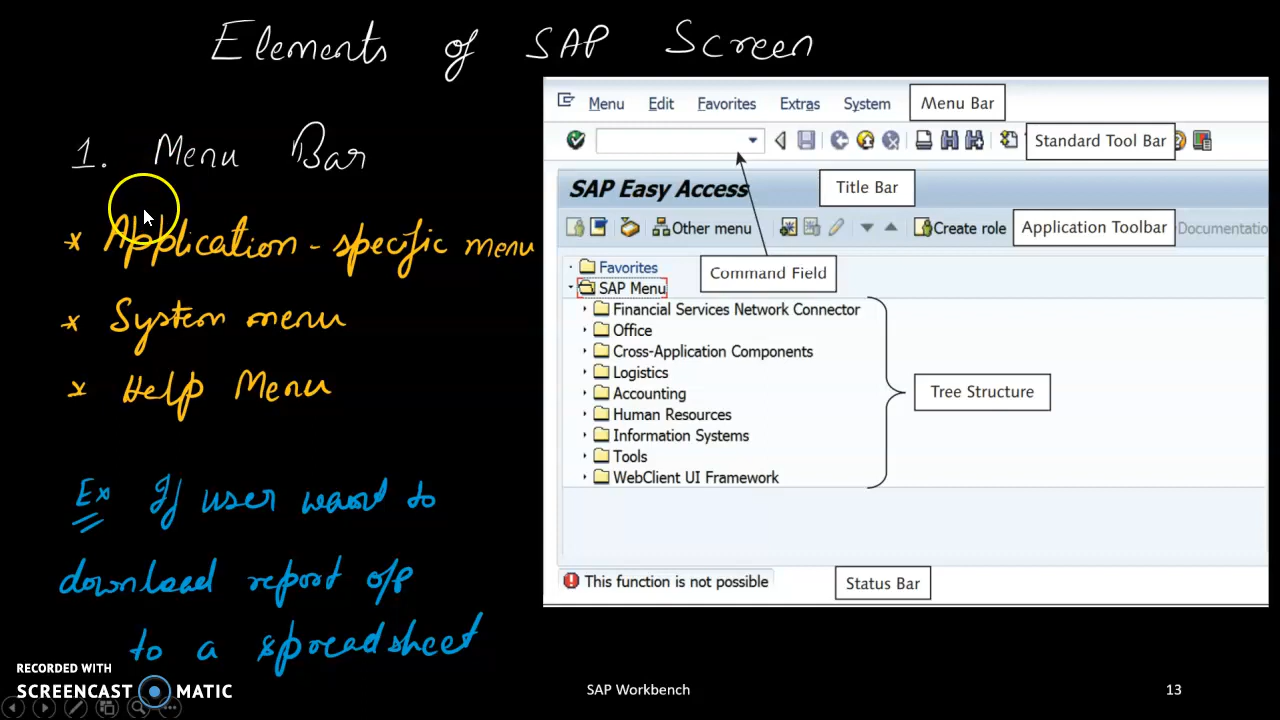 Elements of SAP Screen
1. Menu Bar
* Application - specific menu
* System menu
* Help Menu
Ex If user want to
download report o/p
to a spreadsheet
Menu Edit Favorites Extras System Menu Bar
Standard Tool Bar
SAP Easy Access Title Bar
Other menu Create role Application Toolbar Documentatio
Favorites Command Field
SAP Menu
Financial Services Network Connector
Office
Cross-Application Components
Logistics
Accounting Tree Structure
Human Resources
Information Systems
Tools
WebClient UI Framework
This function is not possible Status Bar
RECORDED WITH
SCREENCAST MATIC
SAP Workbench 13